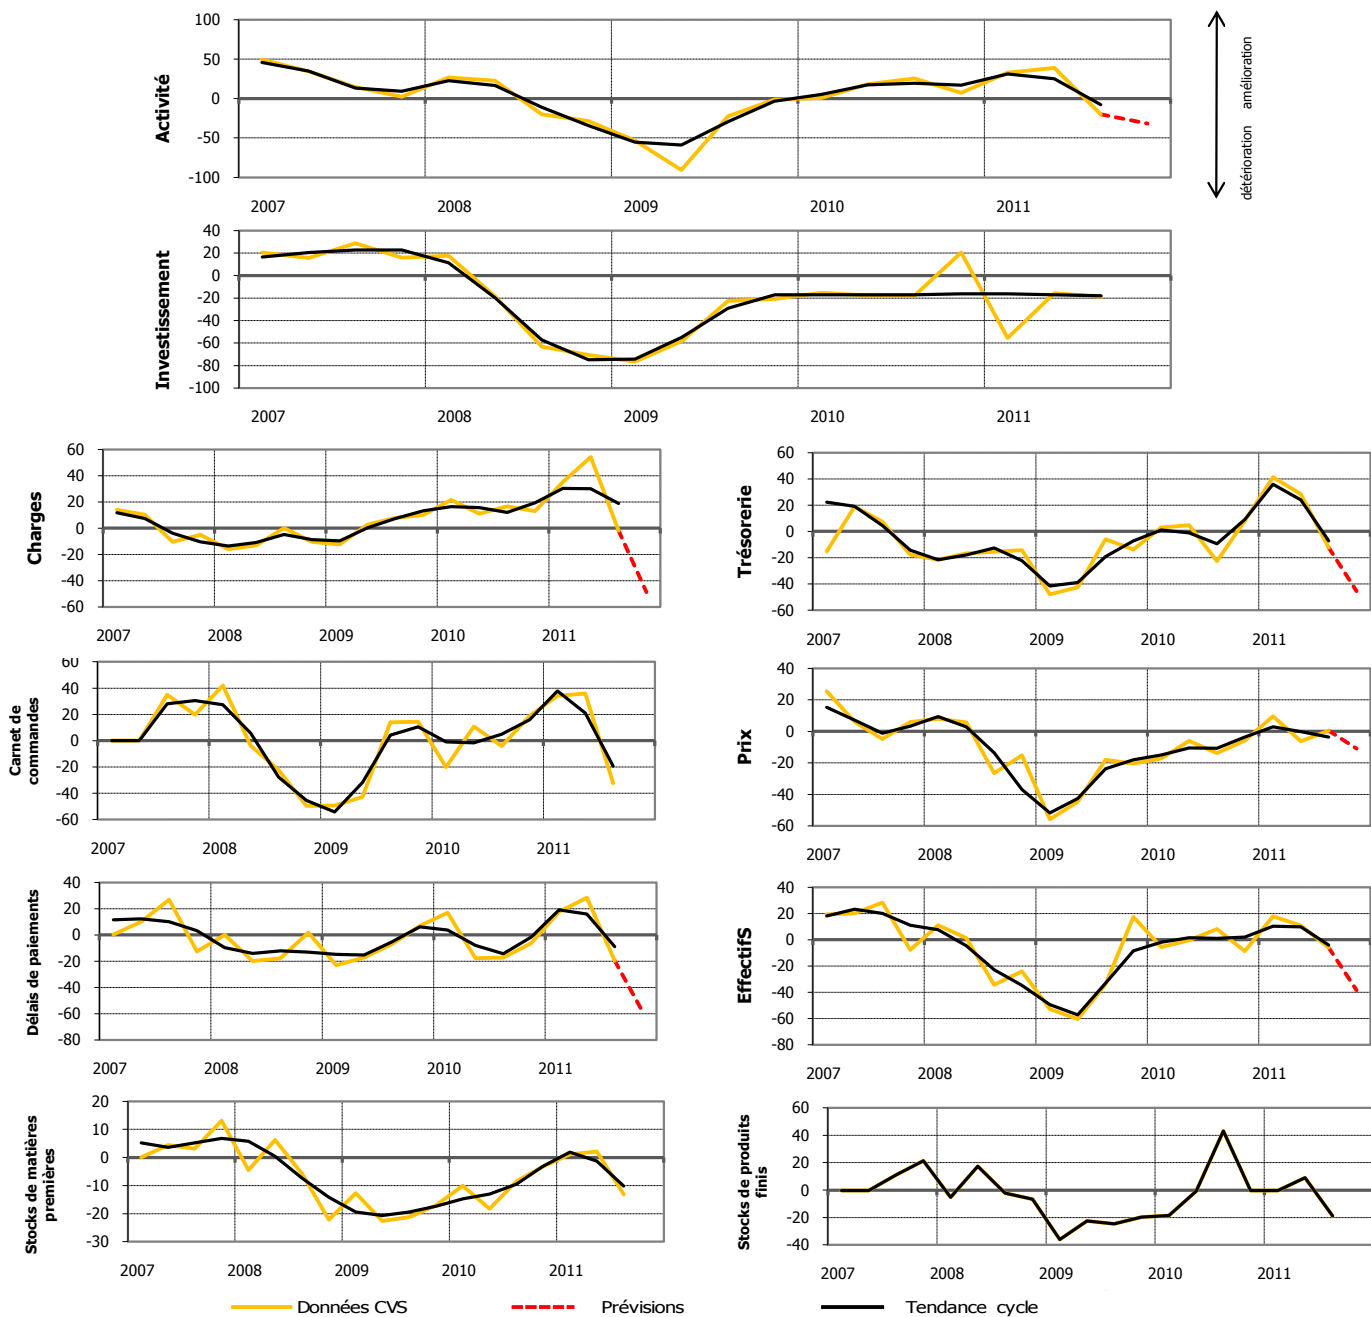 100
50
0
-50
-100
Activité
2007 2008 2009 2010 2011
détérioration amélioration
40
20
0
-20
-40
-60
-80
-100
Investissement
2007 2008 2009 2010 2011
60
40
20
0
-20
-40
-60
Charges
2007 2008 2009 2010 2011
60
40
20
0
-20
-40
-60
Trésorerie
2007 2008 2009 2010 2011
60
40
20
0
-20
-40
-60
Carnet de
commandes
2007 2008 2009 2010 2011
40
20
0
-20
-40
-60
Prix
2007 2008 2009 2010 2011
40
20
0
-20
-40
-60
-80
Délais de paiements
2007 2008 2009 2010 2011
40
20
0
-20
-40
-60
-80
EffectifS
2007 2008 2009 2010 2011
20
10
0
-10
-20
-30
Stocks de matières
premières
2007 2008 2009 2010 2011
60
40
20
0
-20
-40
Stocks de produits
finis
2007 2008 2009 2010 2011
Données CVS Prévisions Tendance cycle